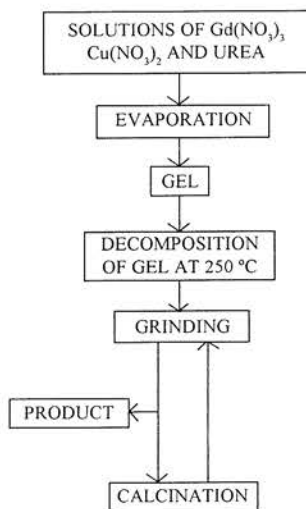 SOLUTIONS OF Gd(NO₃)₃
Cu(NO₃)₂ AND UREA
EVAPORATION
GEL
DECOMPOSITION
OF GEL AT 250 ºC
GRINDING
PRODUCT
CALCINATION